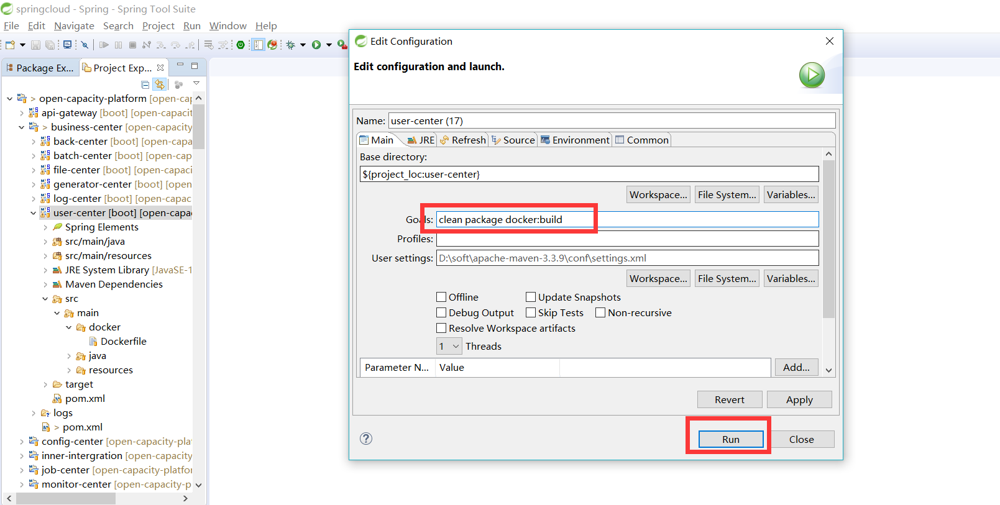 springcloud - Spring - Spring Tool Suite
File Edit Navigate Search Project Run Window Help
Package Ex... Project Exp...
> open-capacity-platform [open-cap
api-gateway [boot] [open-capacit
> business-center [open-capacity
back-center [boot] [open-capa
batch-center [boot] [open-cap
file-center [boot] [open-capaci
generator-center [boot] [open
log-center [boot] [open-capac
user-center [boot] [open-capa
Spring Elements
src/main/java
src/main/resources
JRE System Library [JavaSE-1
Maven Dependencies
src
main
docker
Dockerfile
java
resources
target
pom.xml
logs
> pom.xml
config-center [open-capacity-plat
inner-intergration [open-capacity
job-center [open-capacity-platfor
monitor-center [open-capacity-p
Edit Configuration
Edit configuration and launch.
Name: user-center (17)
Main JRE Refresh Source Environment Common
Base directory:
${project_loc:user-center}
Workspace... File System... Variables...
Goals: clean package docker:build
Profiles:
User settings: D:\soft\apache-maven-3.3.9\conf\settings.xml
Workspace... File System... Variables...
Offline Update Snapshots
Debug Output Skip Tests Non-recursive
Resolve Workspace artifacts
1 Threads
Parameter N... Value Add...
Revert Apply
? Run Close